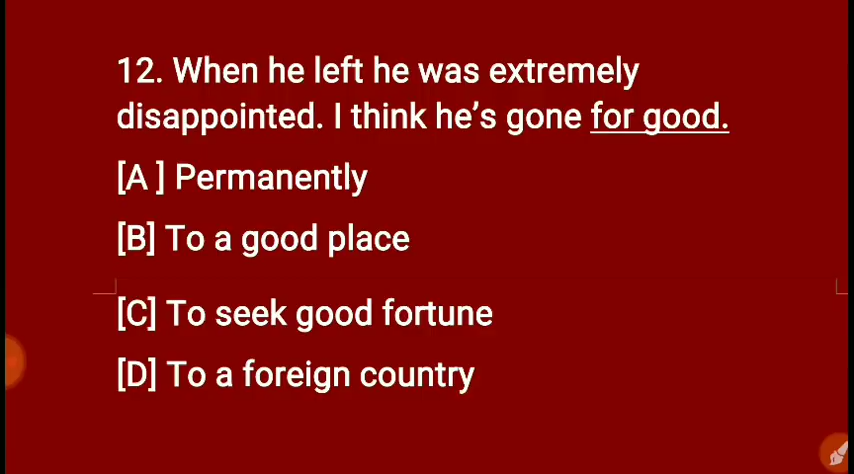 12. When he left he was extremely
disappointed. I think he's gone for good.
[A ] Permanently
[B] To a good place
[C] To seek good fortune
[D] To a foreign country